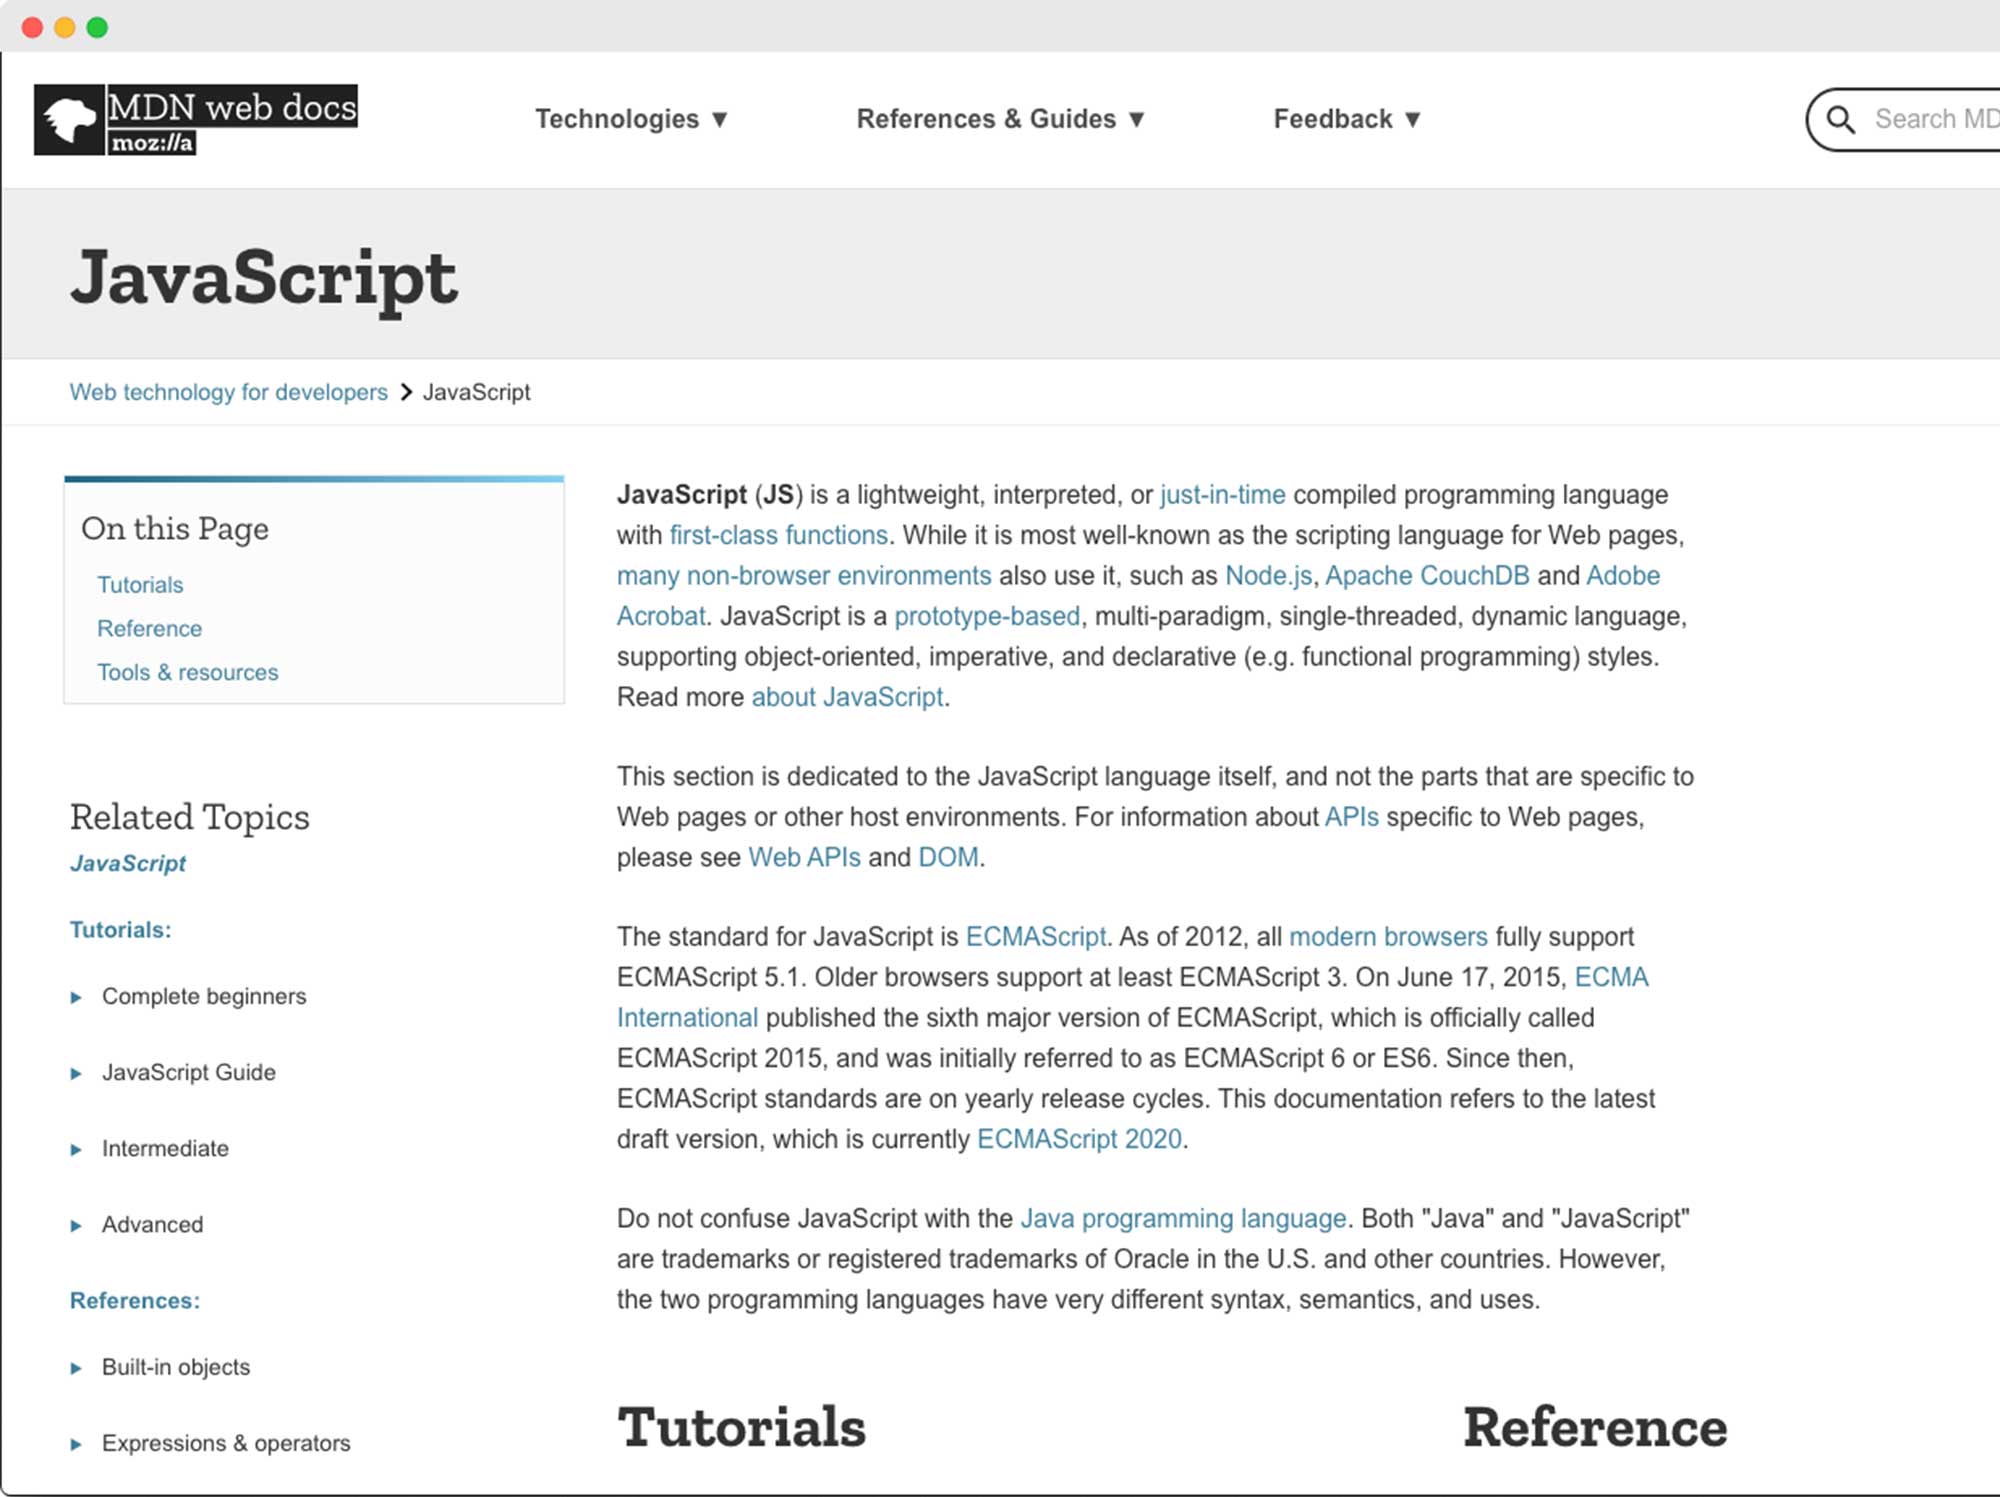 MDN web docs
moz://a
Technologies ▼
References & Guides ▼
Feedback ▼
Search MD
JavaScript
Web technology for developers > JavaScript
On this Page
Tutorials
Reference
Tools & resources
Related Topics
JavaScript
Tutorials:
Complete beginners
JavaScript Guide
Intermediate
Advanced
References:
Built-in objects
Expressions & operators
JavaScript (JS) is a lightweight, interpreted, or just-in-time compiled programming language
with first-class functions. While it is most well-known as the scripting language for Web pages,
many non-browser environments also use it, such as Node.js, Apache CouchDB and Adobe
Acrobat. JavaScript is a prototype-based, multi-paradigm, single-threaded, dynamic language,
supporting object-oriented, imperative, and declarative (e.g. functional programming) styles.
Read more about JavaScript.
This section is dedicated to the JavaScript language itself, and not the parts that are specific to
Web pages or other host environments. For information about APIs specific to Web pages,
please see Web APIs and DOM.
The standard for JavaScript is ECMAScript. As of 2012, all modern browsers fully support
ECMAScript 5.1. Older browsers support at least ECMAScript 3. On June 17, 2015, ECMA
International published the sixth major version of ECMAScript, which is officially called
ECMAScript 2015, and was initially referred to as ECMAScript 6 or ES6. Since then,
ECMAScript standards are on yearly release cycles. This documentation refers to the latest
draft version, which is currently ECMAScript 2020.
Do not confuse JavaScript with the Java programming language. Both "Java" and "JavaScript"
are trademarks or registered trademarks of Oracle in the U.S. and other countries. However,
the two programming languages have very different syntax, semantics, and uses.
Tutorials
Reference